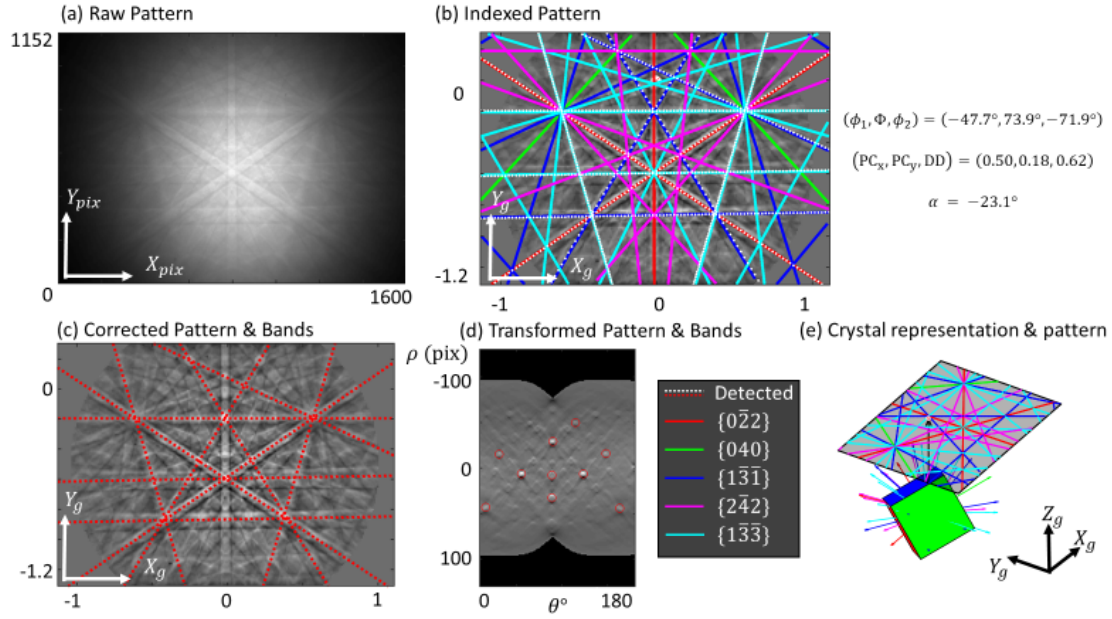 (a) Raw Pattern
1152
Y_pix
X_pix
0
1600
(b) Indexed Pattern
0
Y_g
X_g
-1.2
-1
0
1
(ϕ₁, Φ, ϕ₂) = (−47.7°, 73.9°, −71.9°)
(PCₓ, PC_y, DD) = (0.50, 0.18, 0.62)
α = −23.1°
(c) Corrected Pattern & Bands
0
Y_g
X_g
-1.2
-1
0
1
(d) Transformed Pattern & Bands
ρ (pix)
-100
0
100
0
θ°
180
Detected
{02̅2}
{040}
{13̅1}
{24̅2}
{13̅3̅}
(e) Crystal representation & pattern
Z_g
X_g
Y_g